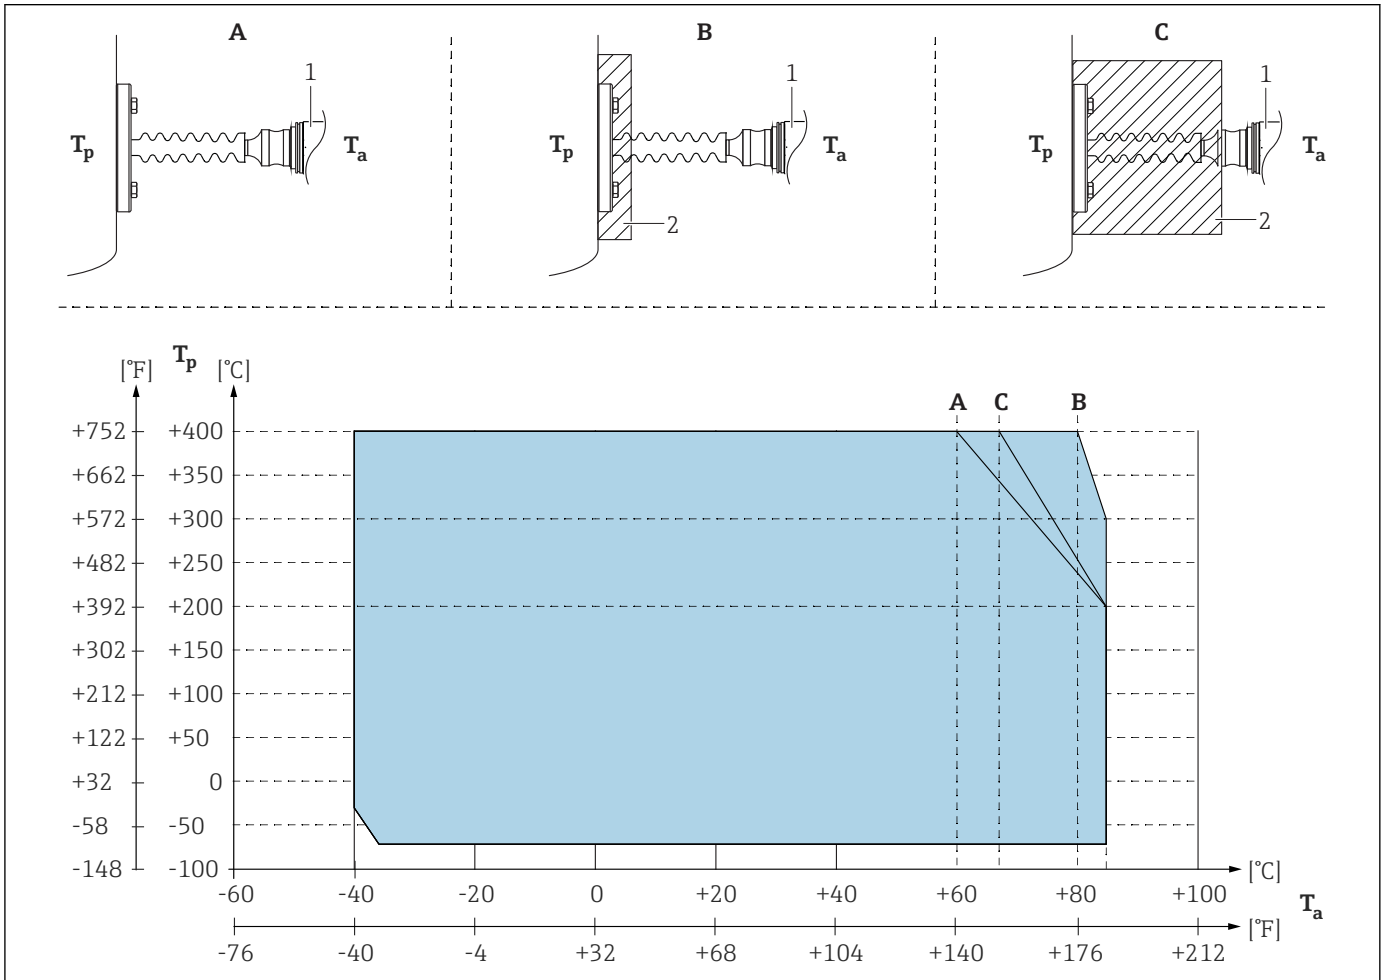 A B C
1 1 1
Tp Ta Tp Ta Tp Ta
2 2
Tp
[°F] [°C]
A C B
+752 +400
+662 +350
+572 +300
+482 +250
+392 +200
+302 +150
+212 +100
+122 +50
+32 0
-58 -50
-148 -100
[°C]
-60 -40 -20 0 +20 +40 +60 +80 +100
Ta
[°F]
-76 -40 -4 +32 +68 +104 +140 +176 +212